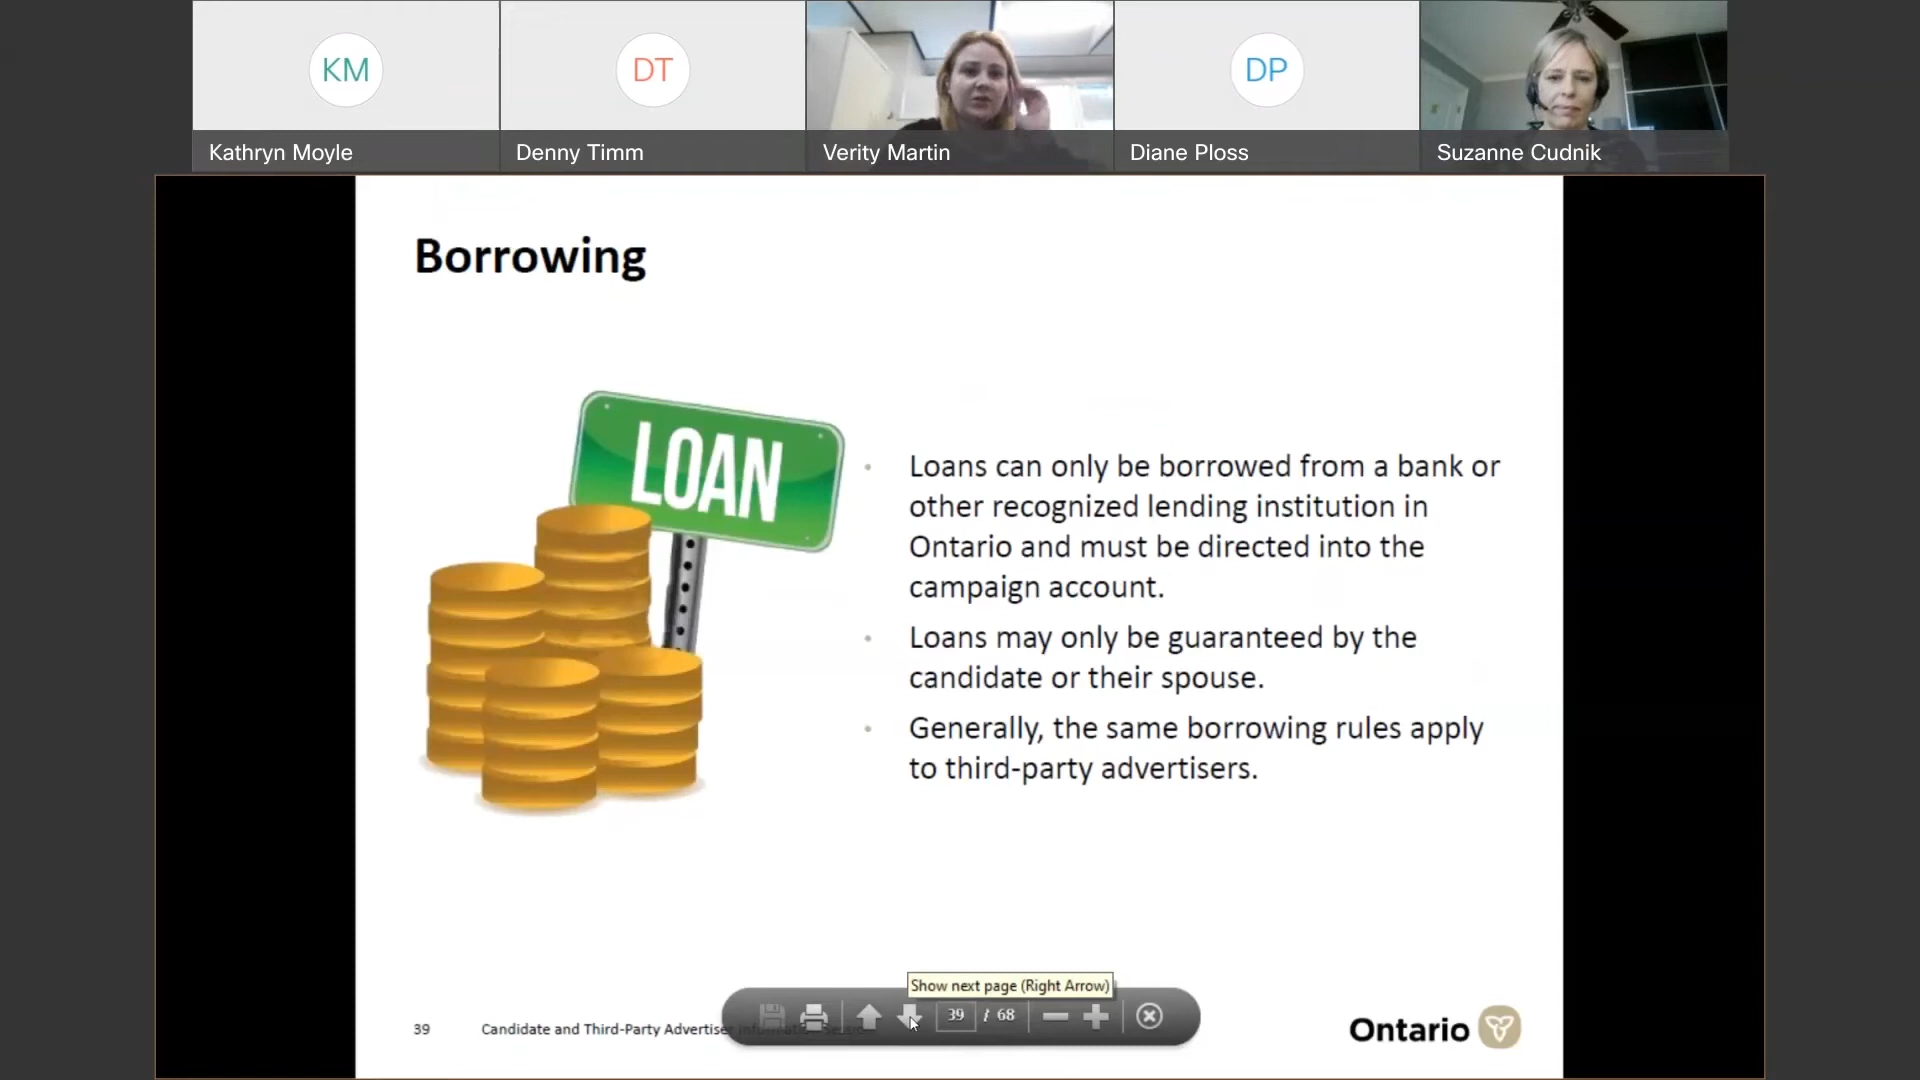 KM
DT
DP
Kathryn Moyle
Denny Timm
Verity Martin
Diane Ploss
Suzanne Cudnik
Borrowing
LOAN
Loans can only be borrowed from a bank or
other recognized lending institution in
Ontario and must be directed into the
campaign account.
Loans may only be guaranteed by the
candidate or their spouse.
Generally, the same borrowing rules apply
to third-party advertisers.
Show next page (Right Arrow)
39 / 68
39 Candidate and Third-Party Advertiser
Ontario